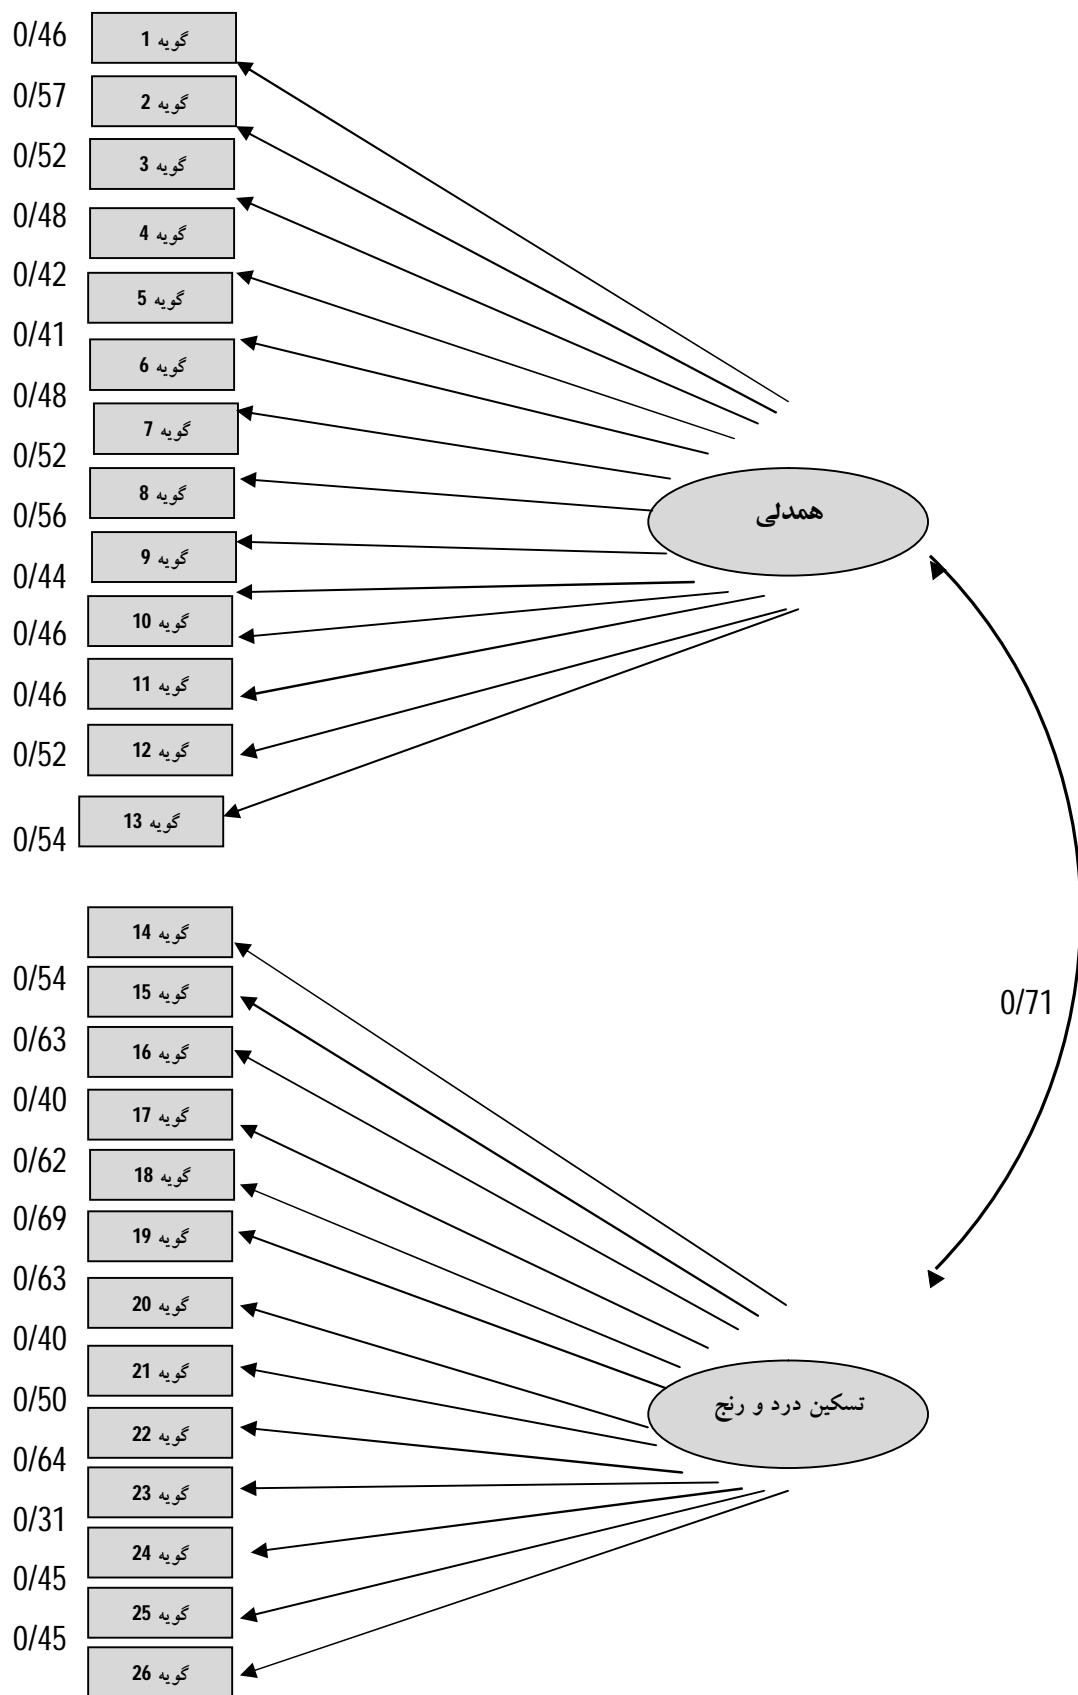 0/46 گویه 1
0/57 گویه 2
0/52 گویه 3
0/48 گویه 4
0/42 گویه 5
0/41 گویه 6
0/48 گویه 7
0/52 گویه 8
همدلی
0/56 گویه 9
0/44 گویه 10
0/46 گویه 11
0/46 گویه 12
0/52 گویه 13
0/54
گویه 14
0/54 گویه 15
0/71
0/63 گویه 16
0/40 گویه 17
0/62 گویه 18
0/69 گویه 19
0/63 گویه 20
0/40 گویه 21
تسکین درد و رنج
0/50 گویه 22
0/64 گویه 23
0/31 گویه 24
0/45 گویه 25
0/45 گویه 26